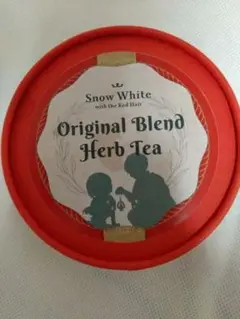 Snow White
with the Red Hair
Original Blend
Herb Tea